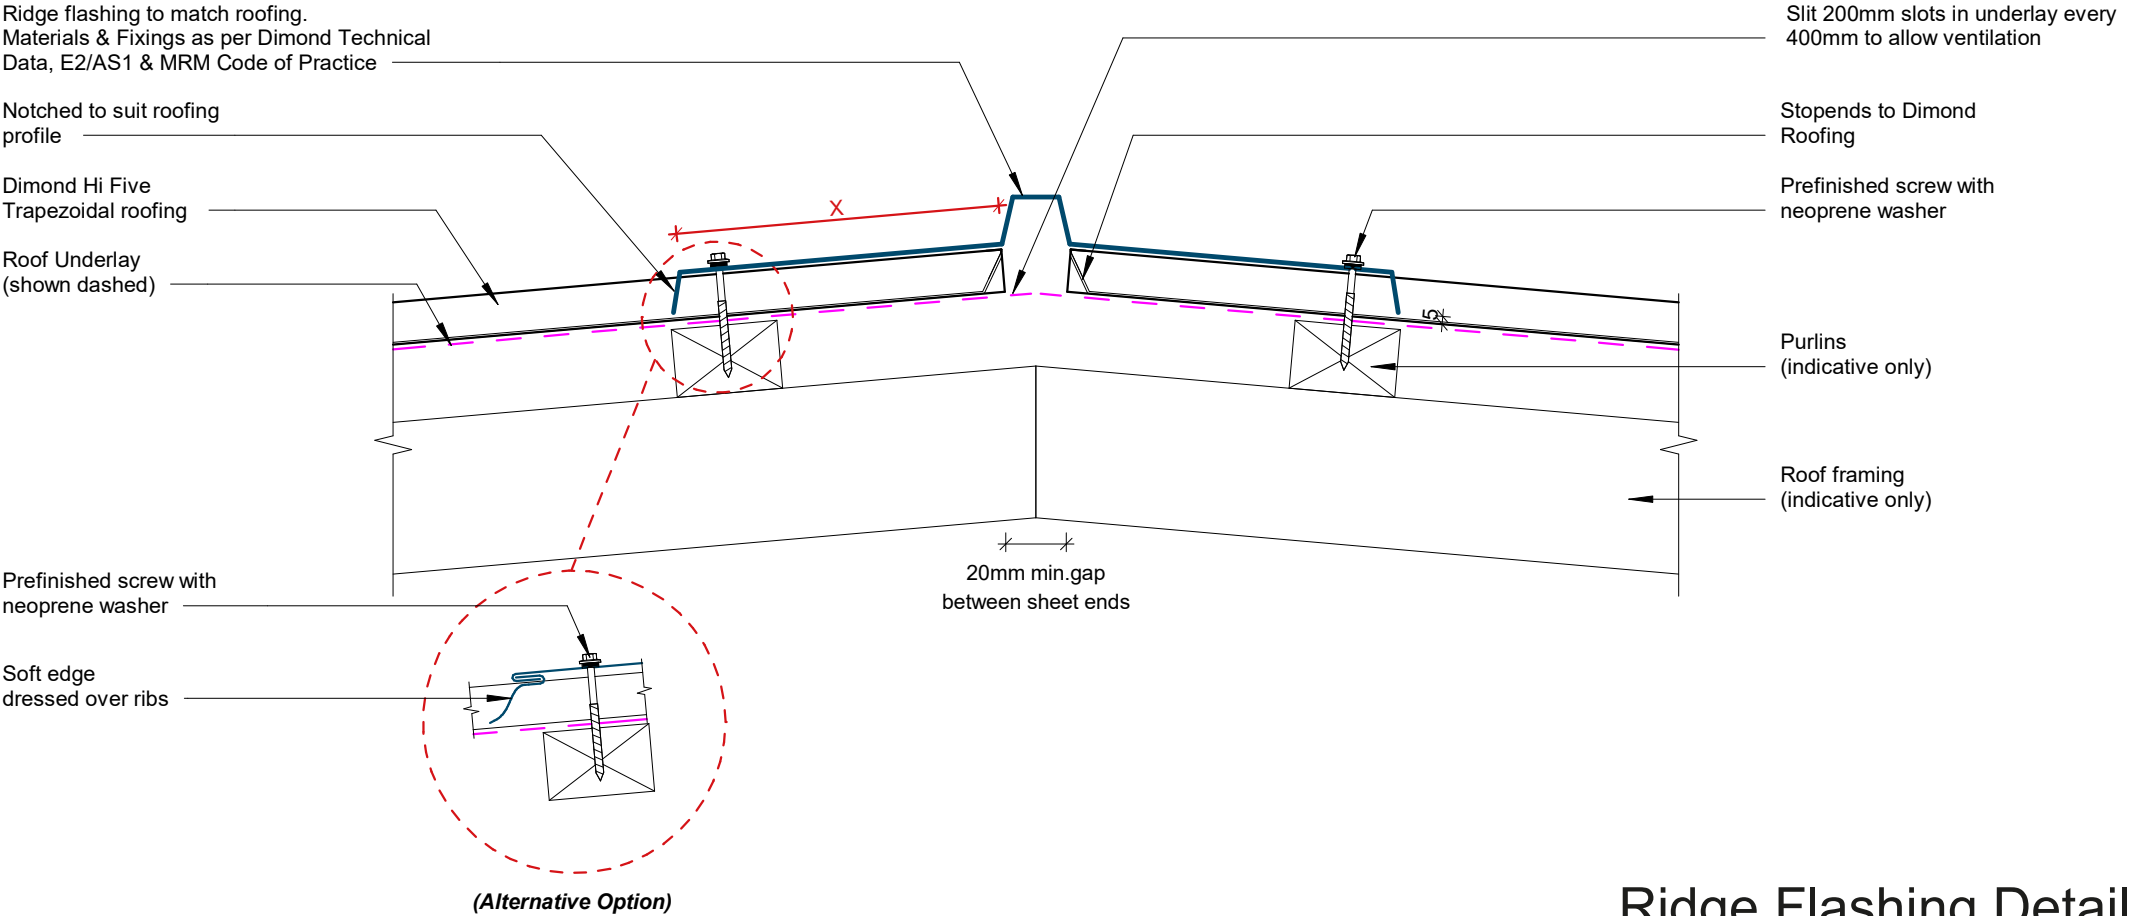 Ridge flashing to match roofing.
Materials & Fixings as per Dimond Technical
Data, E2/AS1 & MRM Code of Practice
Notched to suit roofing
profile
Dimond Hi Five
Trapezoidal roofing
Roof Underlay
(shown dashed)
X
Slit 200mm slots in underlay every
400mm to allow ventilation
Stopends to Dimond
Roofing
Prefinished screw with
neoprene washer
5
Purlins
(indicative only)
Roof framing
(indicative only)
20mm min.gap
between sheet ends
Prefinished screw with
neoprene washer
Soft edge
dressed over ribs
(Alternative Option)
Ridge Flashing Detail